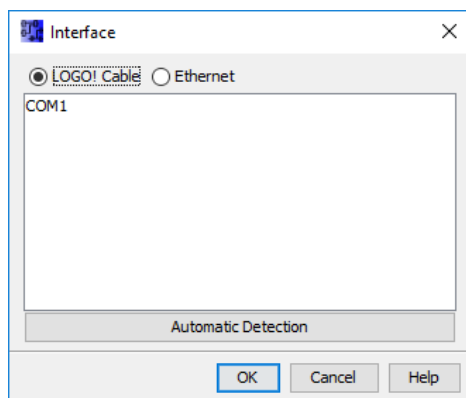 Interface
LOGO! Cable Ethernet
COM1
Automatic Detection
OK Cancel Help